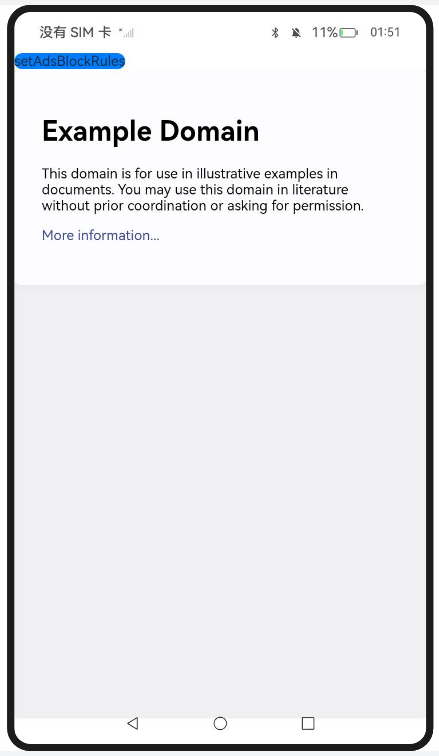 没有 SIM 卡
11%
01:51
setAdsBlockRules
Example Domain
This domain is for use in illustrative examples in
documents. You may use this domain in literature
without prior coordination or asking for permission.
More information...